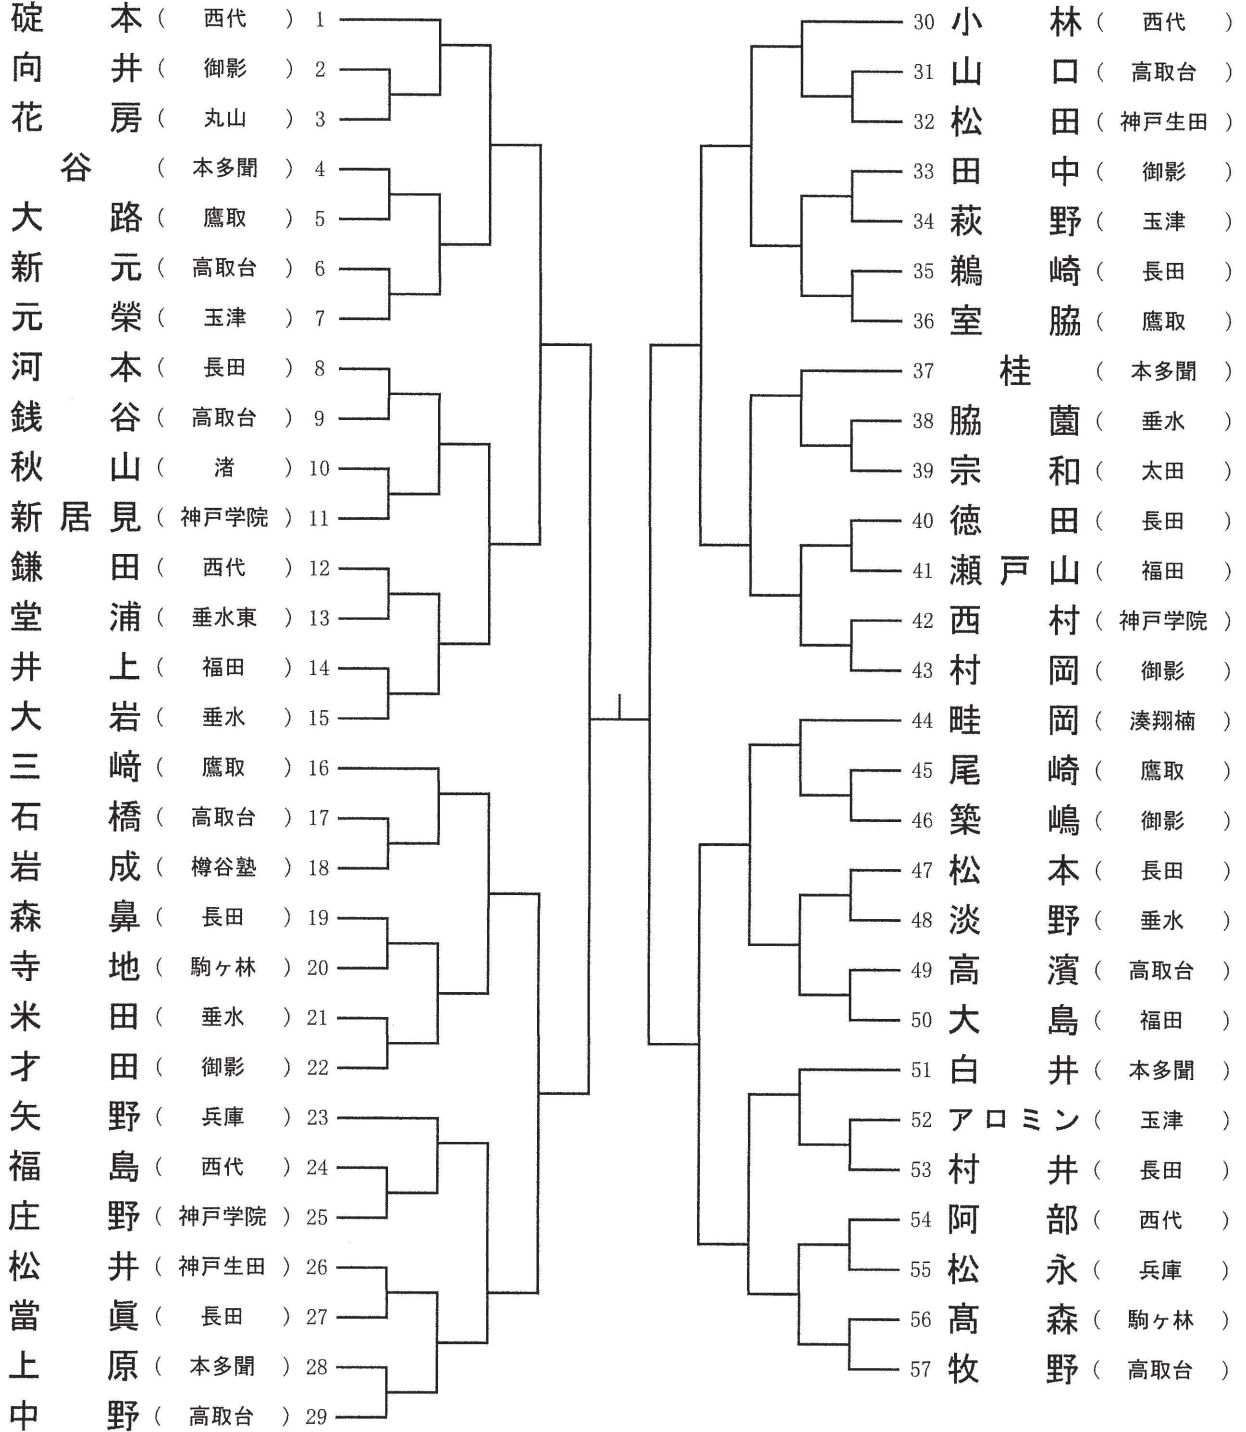 碇本（西代）1
向井（御影）2
花房（丸山）3
谷（本多聞）4
大路（鷹取）5
新元（高取台）6
元榮（玉津）7
河本（長田）8
銭谷（高取台）9
秋山（渚）10
新居見（神戸学院）11
鎌田（西代）12
堂浦（垂水東）13
井上（福田）14
大岩（垂水）15
三﨑（鷹取）16
石橋（高取台）17
岩成（樽谷塾）18
森鼻（長田）19
寺地（駒ヶ林）20
米田（垂水）21
才田（御影）22
矢野（兵庫）23
福島（西代）24
庄野（神戸学院）25
松井（神戸生田）26
當眞（長田）27
上原（本多聞）28
中野（高取台）29
30 小林（西代）
31 山口（高取台）
32 松田（神戸生田）
33 田中（御影）
34 萩野（玉津）
35 鵜崎（長田）
36 室脇（鷹取）
37 桂（本多聞）
38 脇薗（垂水）
39 宗和（太田）
40 徳田（長田）
41 瀬戸山（福田）
42 西村（神戸学院）
43 村岡（御影）
44 畦岡（湊翔楠）
45 尾崎（鷹取）
46 築嶋（御影）
47 松本（長田）
48 淡野（垂水）
49 高濱（高取台）
50 大島（福田）
51 白井（本多聞）
52 アロミン（玉津）
53 村井（長田）
54 阿部（西代）
55 松永（兵庫）
56 髙森（駒ヶ林）
57 牧野（高取台）